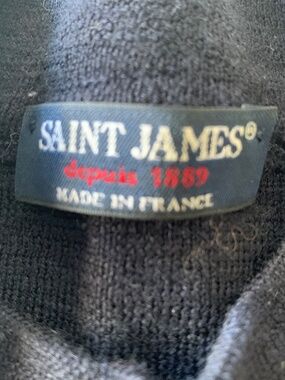 SAINT JAMES®
depuis 1889
MADE IN FRANCE